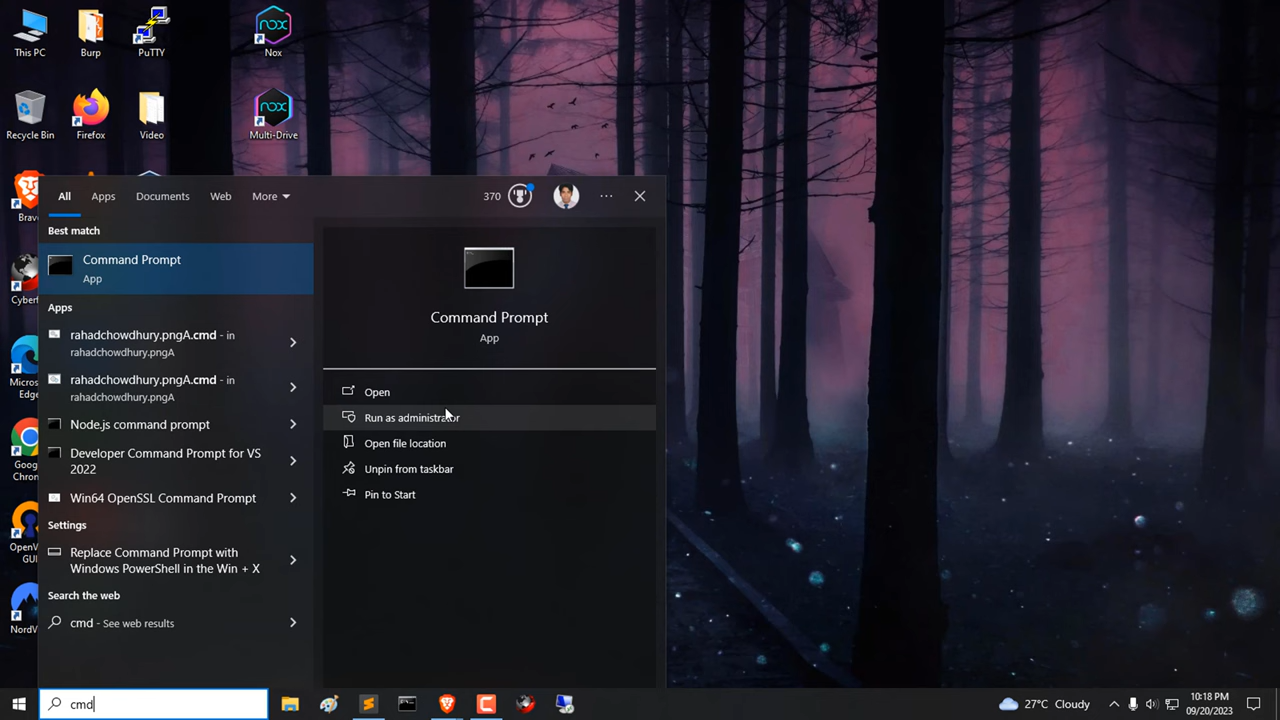 This PC
Burp
PuTTY
Nox
Recycle Bin
Firefox
Video
Multi-Drive
All
Apps
Documents
Web
More
370
Best match
Command Prompt
App
Apps
rahadchowdhury.pngA.cmd - in
rahadchowdhury.pngA
rahadchowdhury.pngA.cmd - in
rahadchowdhury.pngA
Node.js command prompt
Developer Command Prompt for VS
2022
Win64 OpenSSL Command Prompt
Settings
Replace Command Prompt with
Windows PowerShell in the Win + X
Search the web
cmd - See web results
Command Prompt
App
Open
Run as administrator
Open file location
Unpin from taskbar
Pin to Start
Brav
Cyberf
Micros
Edge
Goog
Chron
OpenV
GUI
NordV
cmd
27°C Cloudy
10:18 PM
09/20/2023